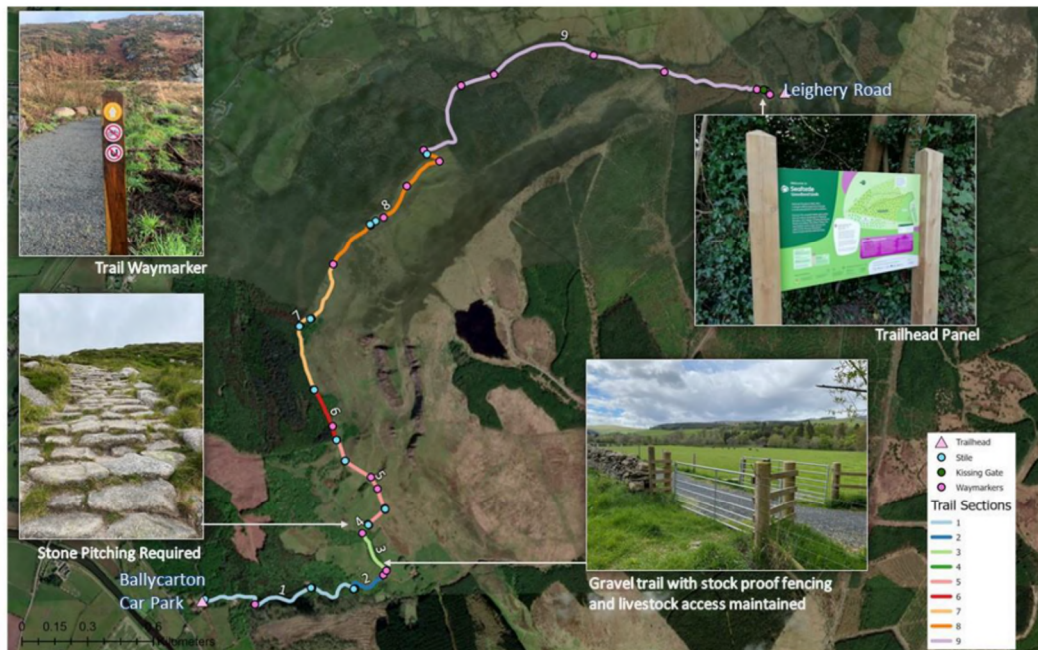 9
Leighery Road
Trail Waymarker
8
Seahope
Trailhead Panel
7
6
5
4
3
Stone Pitching Required
Gravel trail with stock proof fencing
and livestock access maintained
Ballycarton
Car Park
1
2
0 0.15 0.3 0.6
Kilometers
Trailhead
Stile
Kissing Gate
Waymarkers
Trail Sections
1
2
3
4
5
6
7
8
9